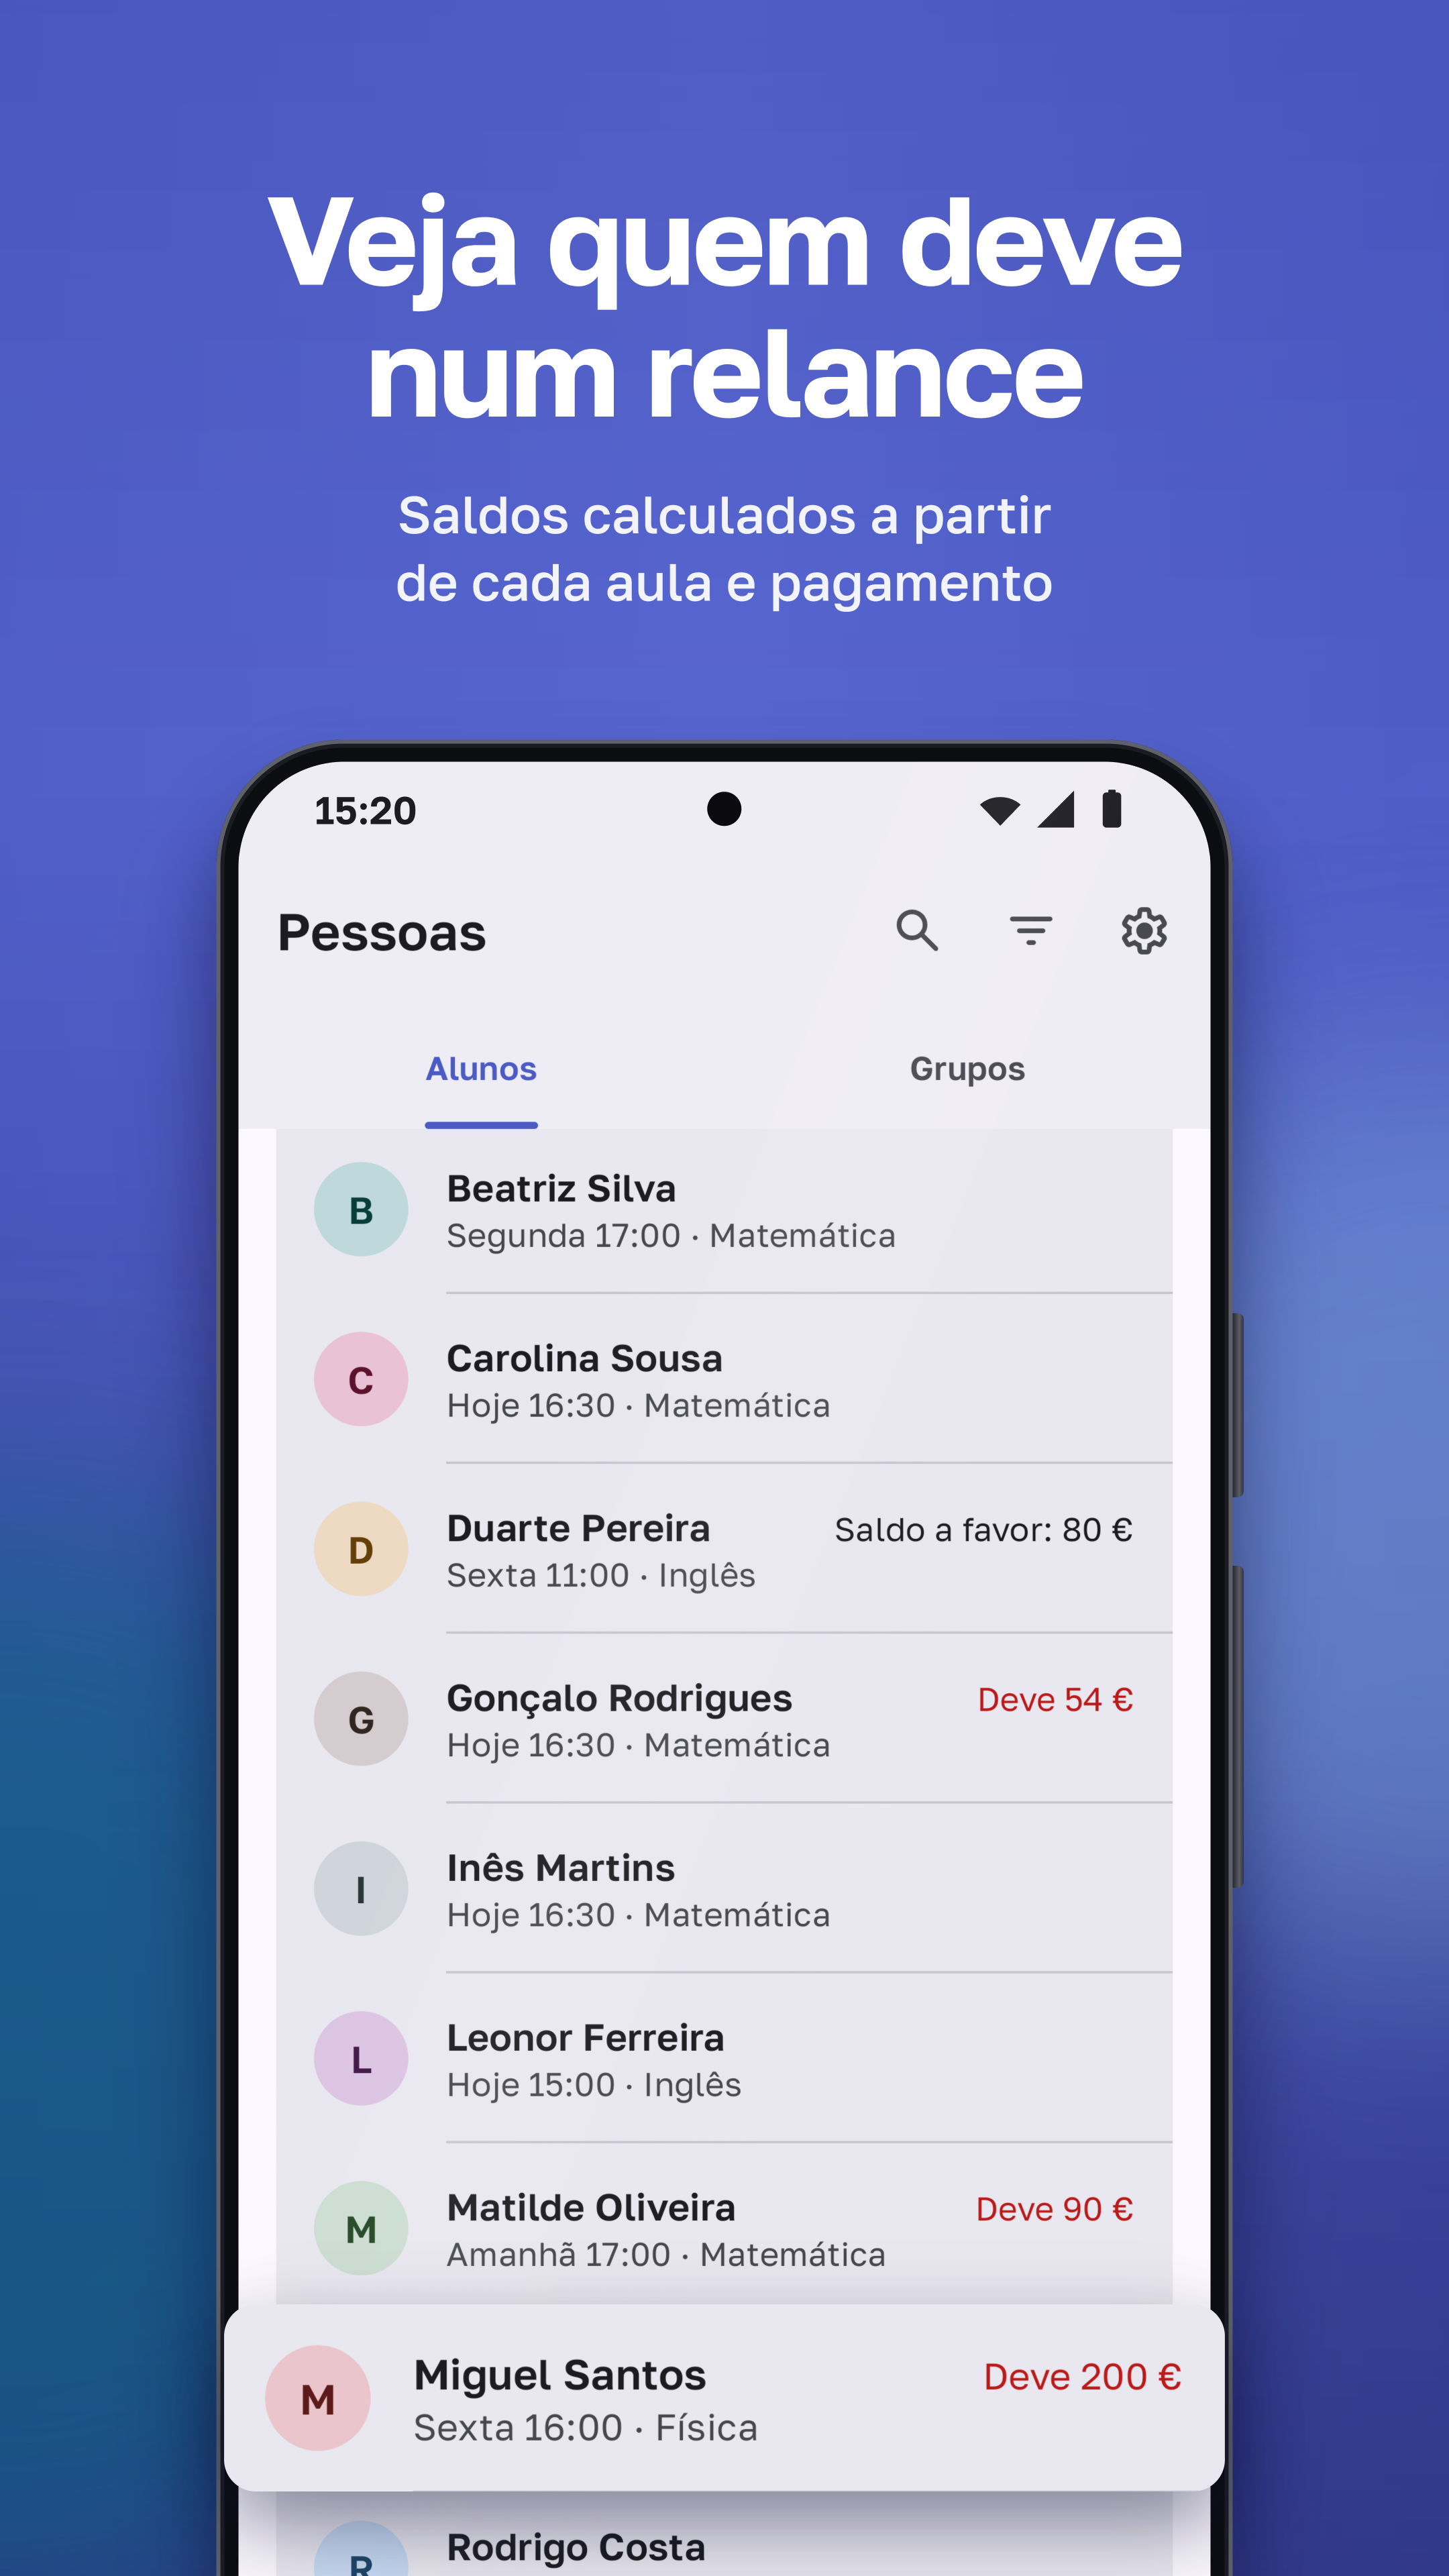 Veja quem deve
num relance
Saldos calculados a partir
de cada aula e pagamento
15:20
Pessoas
Alunos
Grupos
B
Beatriz Silva
Segunda 17:00 · Matemática
C
Carolina Sousa
Hoje 16:30 · Matemática
D
Duarte Pereira
Saldo a favor: 80 €
Sexta 11:00 · Inglês
G
Gonçalo Rodrigues
Deve 54 €
Hoje 16:30 · Matemática
I
Inês Martins
Hoje 16:30 · Matemática
L
Leonor Ferreira
Hoje 15:00 · Inglês
M
Matilde Oliveira
Deve 90 €
Amanhã 17:00 · Matemática
M
Miguel Santos
Deve 200 €
Sexta 16:00 · Física
R
Rodrigo Costa